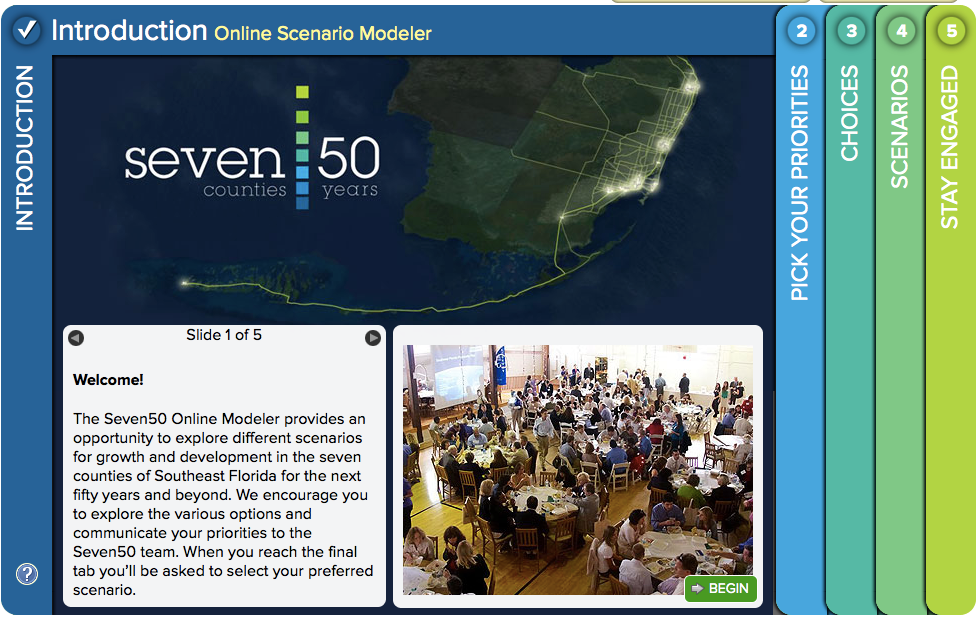 Introduction Online Scenario Modeler
INTRODUCTION
seven 50
counties years
Slide 1 of 5
Welcome!
The Seven50 Online Modeler provides an
opportunity to explore different scenarios
for growth and development in the seven
counties of Southeast Florida for the next
fifty years and beyond. We encourage you
to explore the various options and
communicate your priorities to the
Seven50 team. When you reach the final
tab you'll be asked to select your preferred
scenario.
?
BEGIN
2
PICK YOUR PRIORITIES
3
CHOICES
4
SCENARIOS
5
STAY ENGAGED